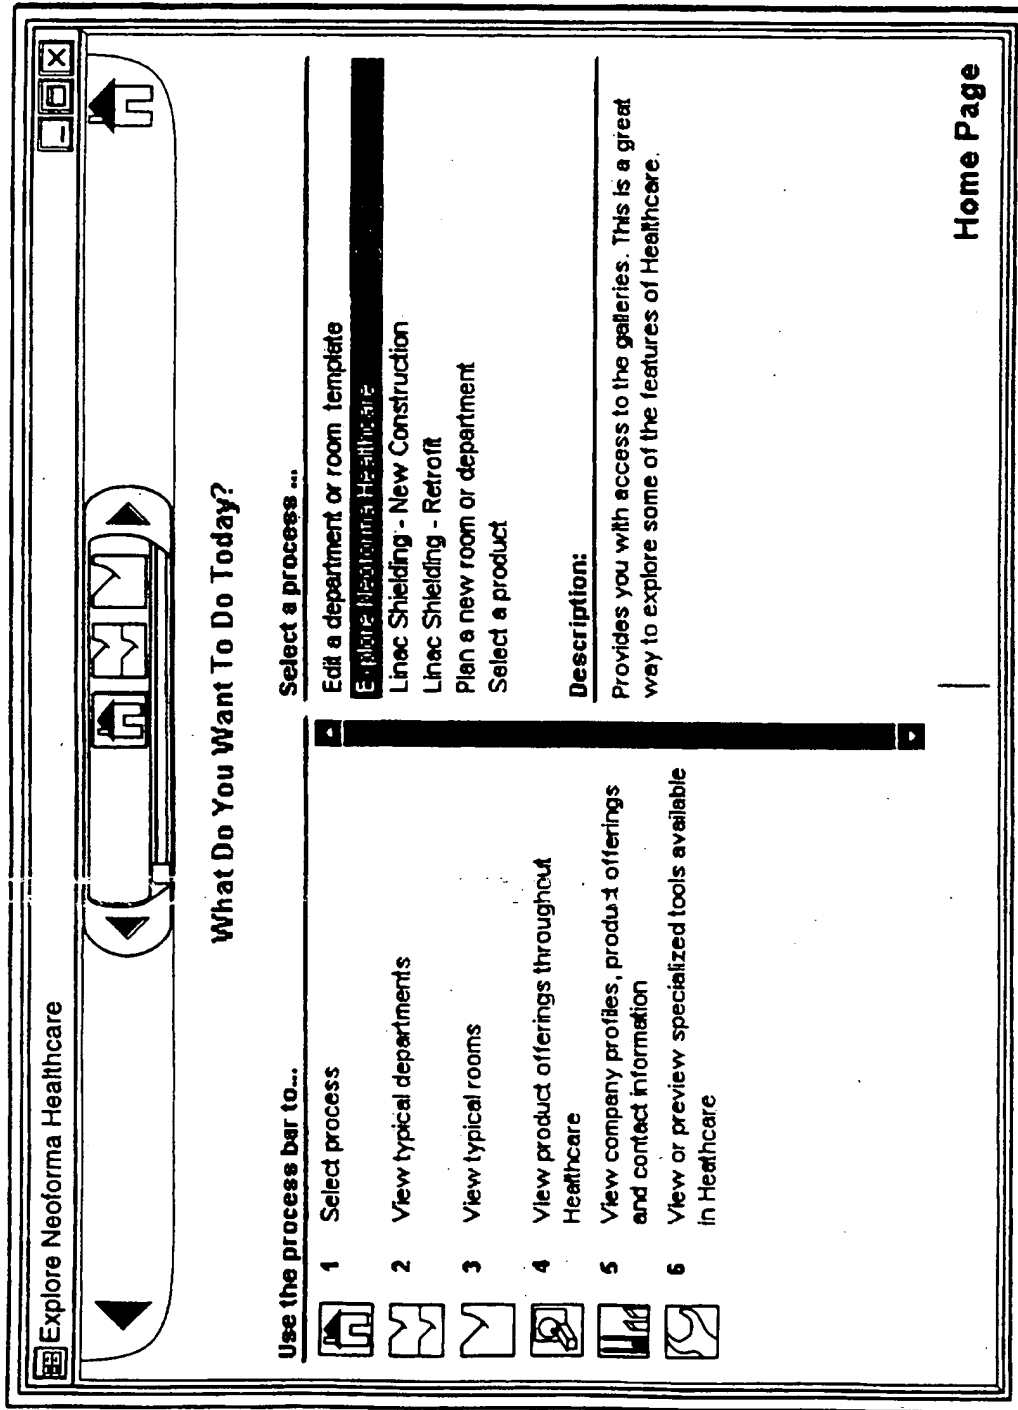 Explore Neoforma Healthcare
What Do You Want To Do Today?
Use the process bar to...
1 Select process
2 View typical departments
3 View typical rooms
4 View product offerings throughout
Healthcare
5 View company profiles, product offerings
and contact information
6 View or preview specialized tools available
in Heathcare
Select a process ...
Edit a department or room template
Explore Neoforma Healthcare
Linac Shielding - New Construction
Linac Shielding - Retrofit
Plan a new room or department
Select a product
Description:
Provides you with access to the galleries. This is a great
way to explore some of the features of Healthcare.
Home Page